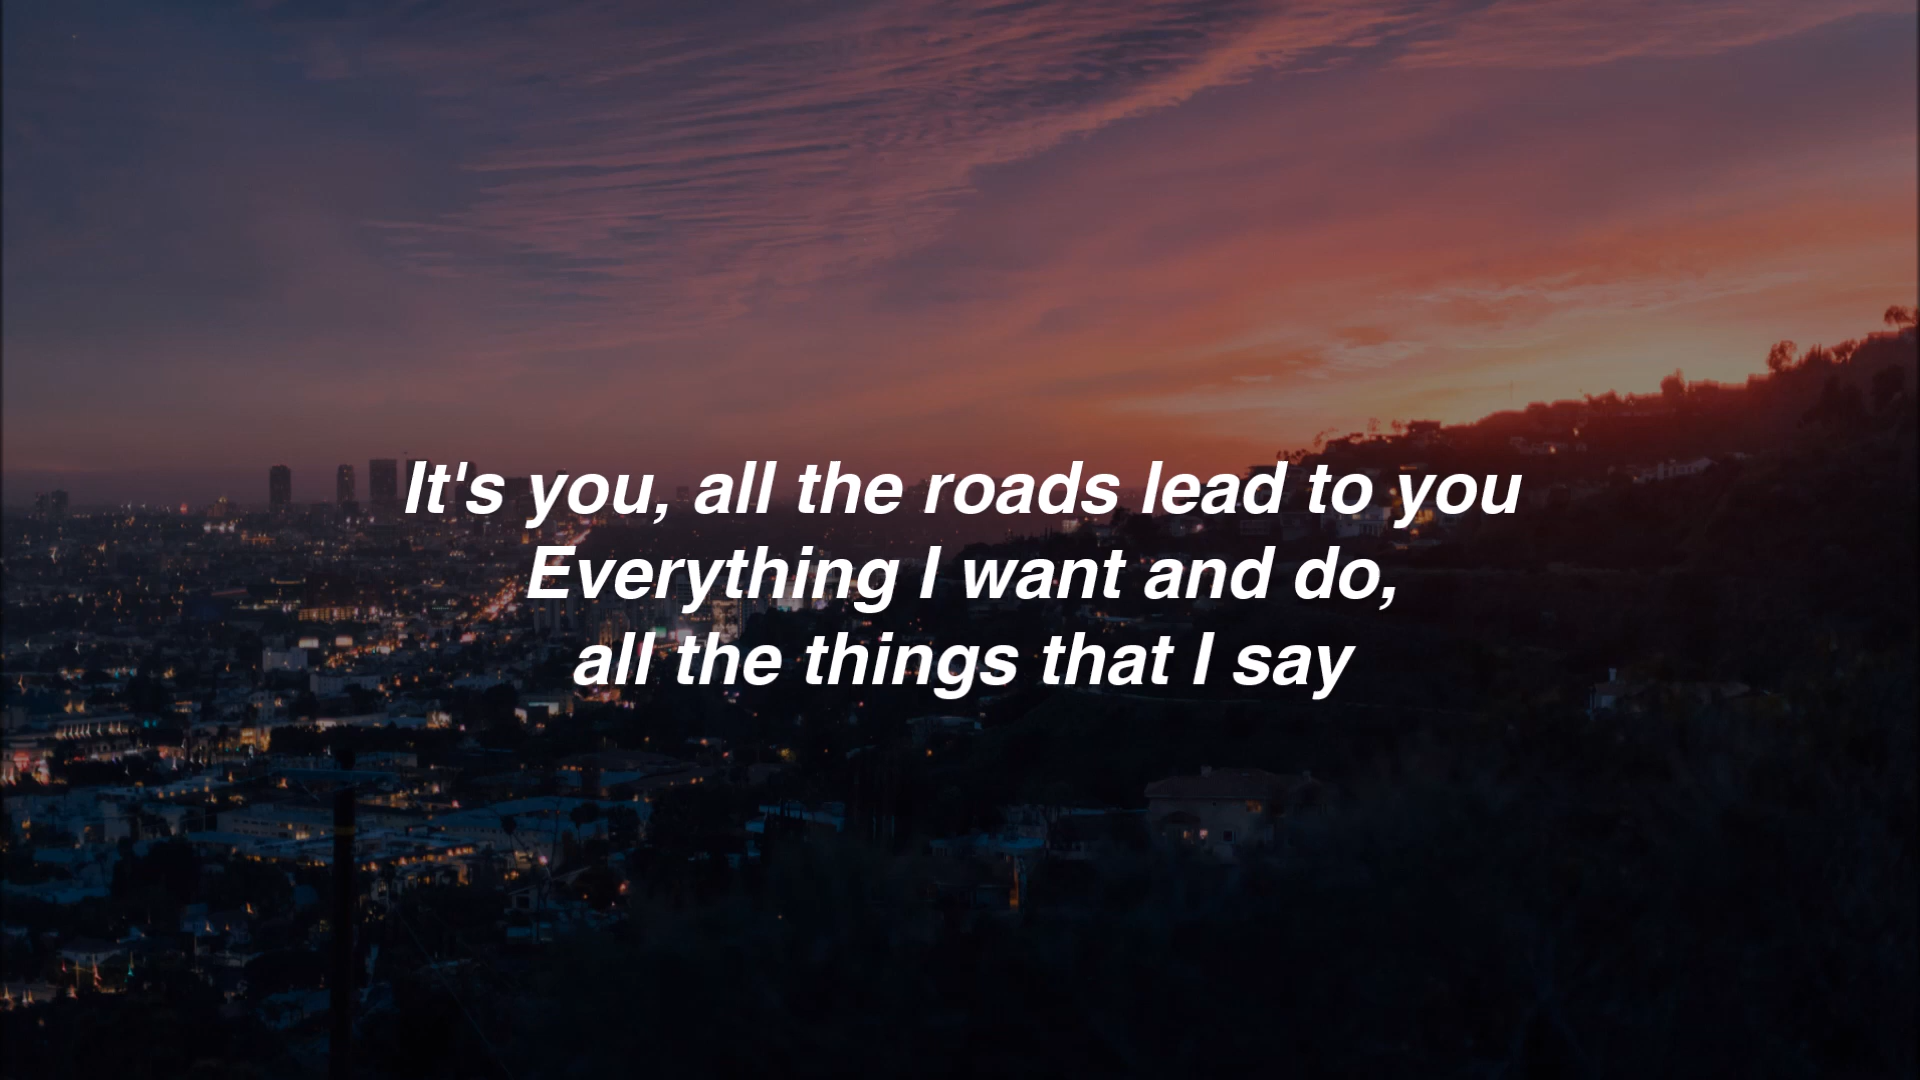 It's you, all the roads lead to you
Everything I want and do,
all the things that I say